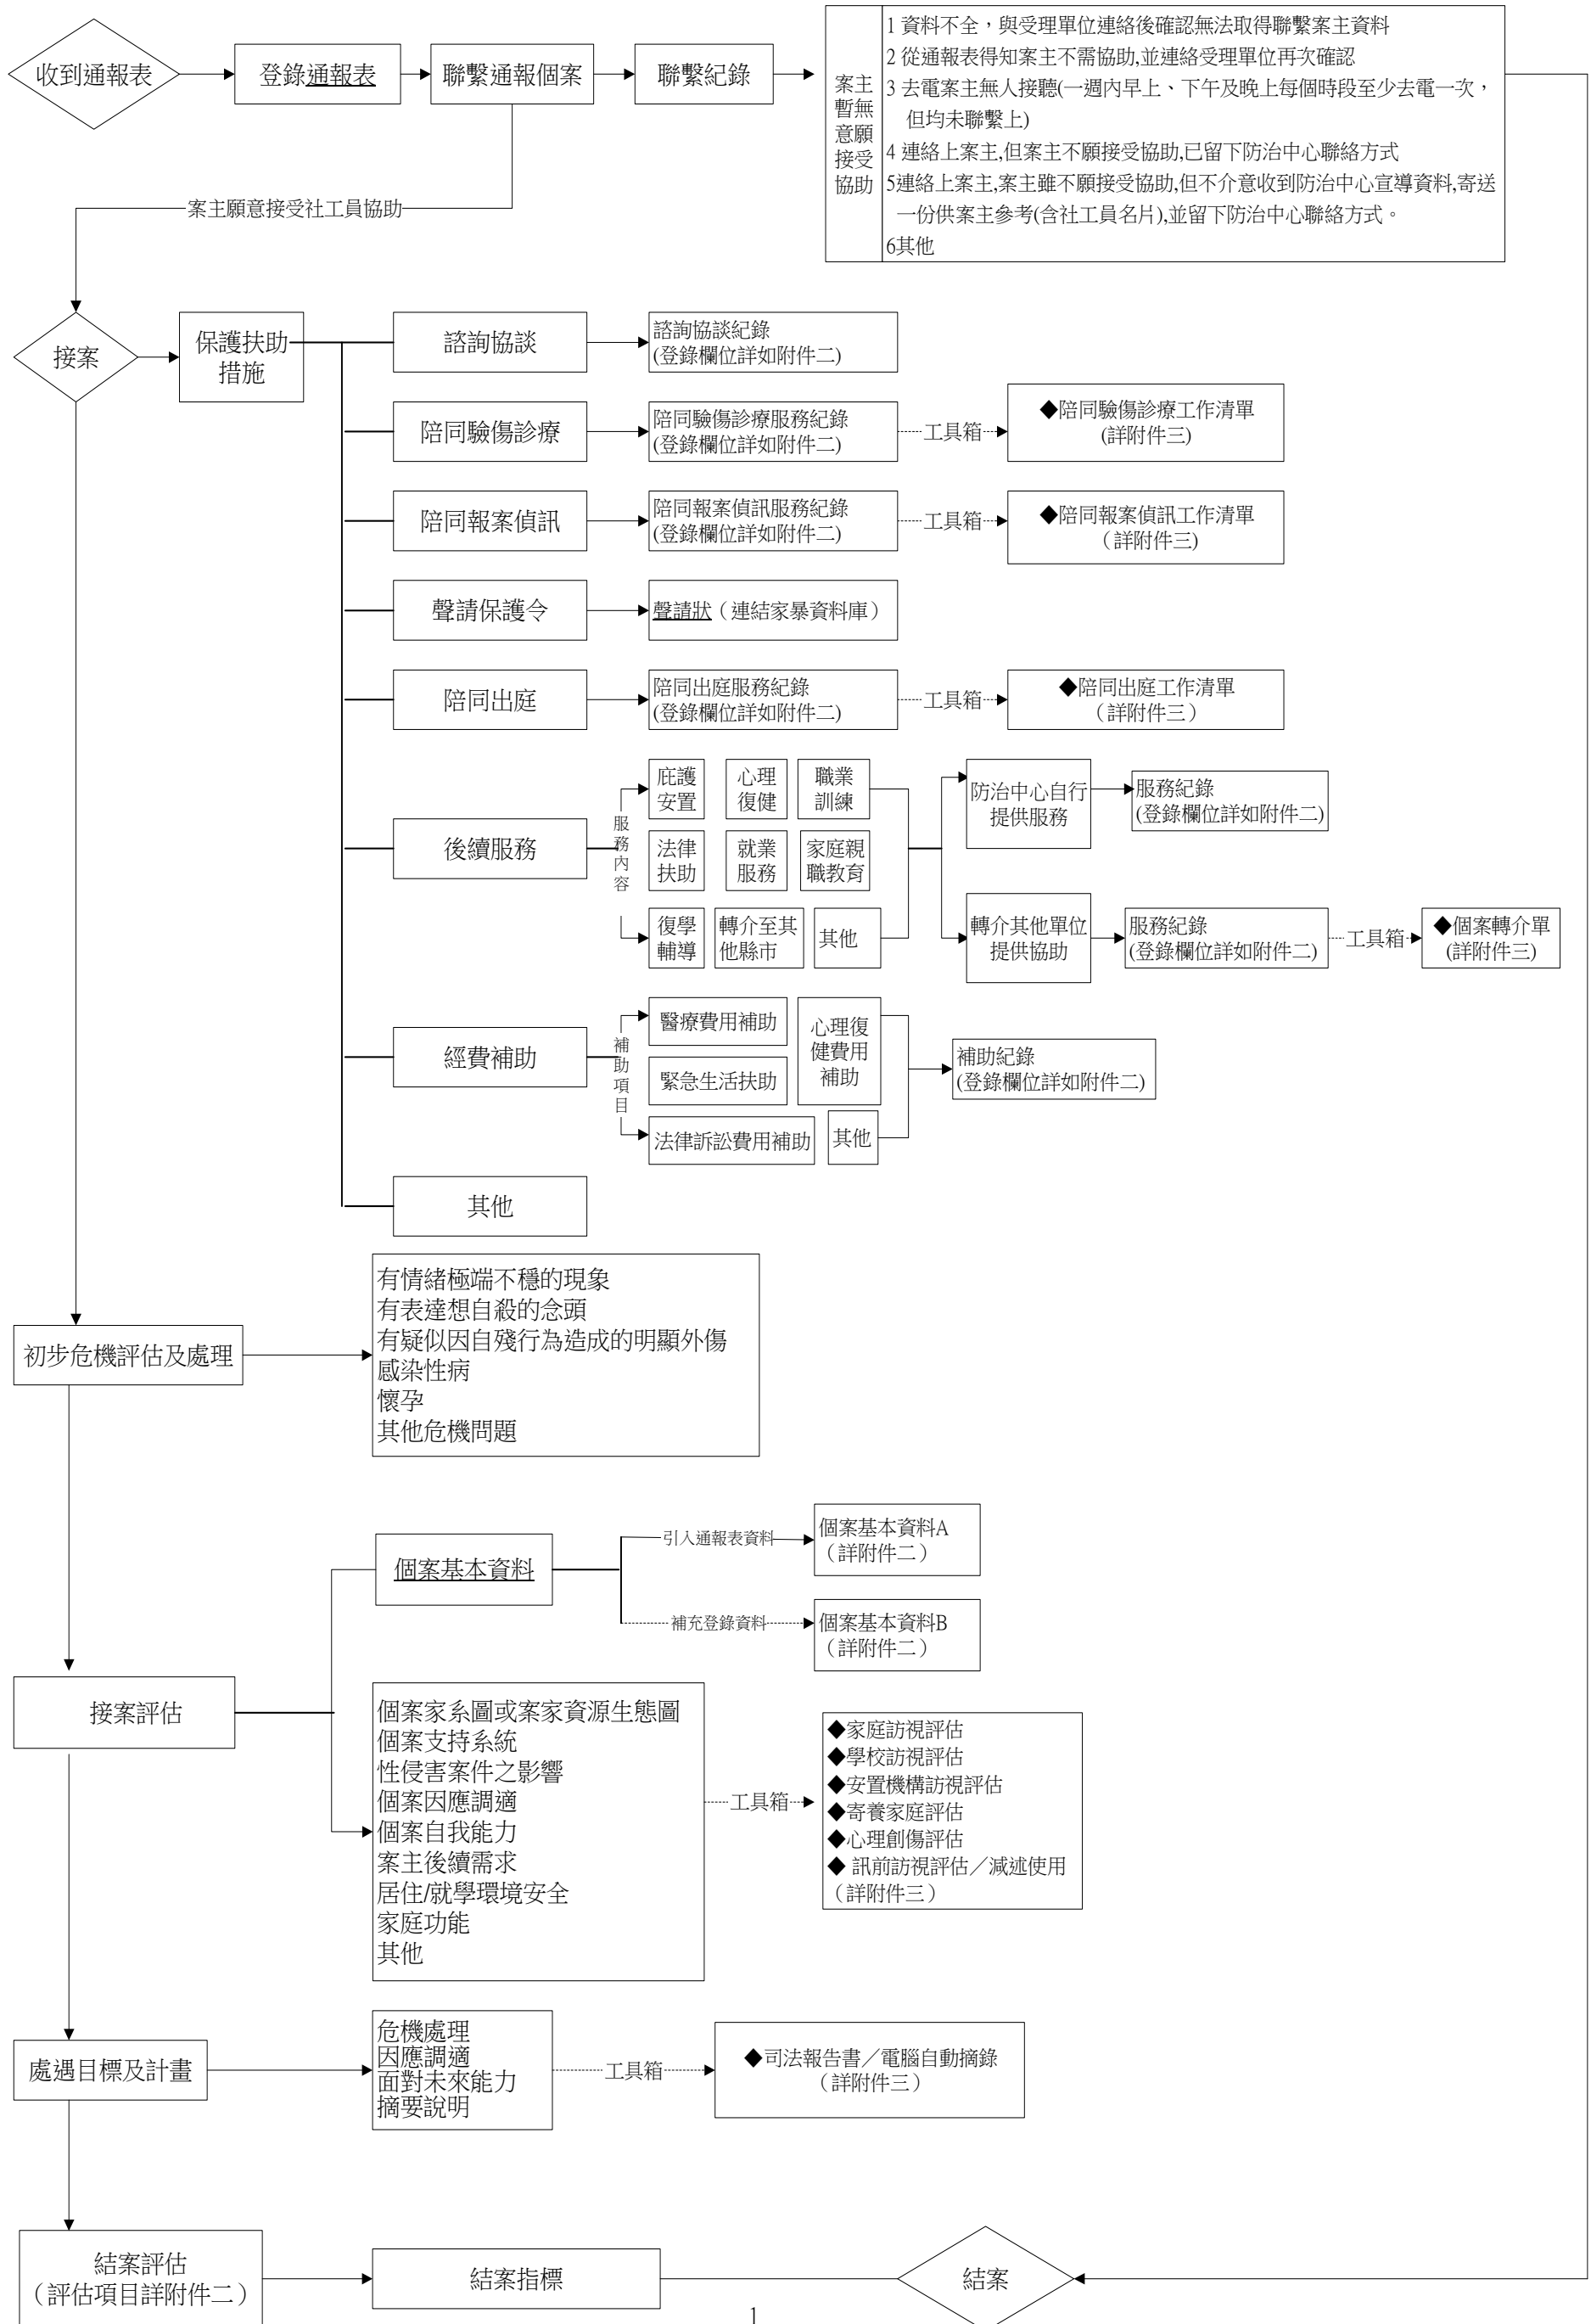 收到通報表
登錄通報表
聯繫通報個案
聯繫紀錄
案主
暫無
意願
接受
協助
1 資料不全，與受理單位連絡後確認無法取得聯繫案主資料
2 從通報表得知案主不需協助,並連絡受理單位再次確認
3 去電案主無人接聽(一週內早上、下午及晚上每個時段至少去電一次，
但均未聯繫上)
4 連絡上案主,但案主不願接受協助,已留下防治中心聯絡方式
5連絡上案主,案主雖不願接受協助,但不介意收到防治中心宣導資料,寄送
一份供案主參考(含社工員名片),並留下防治中心聯絡方式。
6其他
案主願意接受社工員協助
接案
保護扶助
措施
諮詢協談
諮詢協談紀錄
(登錄欄位詳如附件二)
陪同驗傷診療
陪同驗傷診療服務紀錄
(登錄欄位詳如附件二)
工具箱
◆陪同驗傷診療工作清單
(詳附件三)
陪同報案偵訊
陪同報案偵訊服務紀錄
(登錄欄位詳如附件二)
工具箱
◆陪同報案偵訊工作清單
（詳附件三)
聲請保護令
聲請狀（連結家暴資料庫）
陪同出庭
陪同出庭服務紀錄
(登錄欄位詳如附件二)
工具箱
◆陪同出庭工作清單
（詳附件三）
後續服務
服務內容
庇護
安置
心理
復健
職業
訓練
法律
扶助
就業
服務
家庭親
職教育
復學
輔導
轉介至其
他縣市
其他
防治中心自行
提供服務
服務紀錄
(登錄欄位詳如附件二)
轉介其他單位
提供協助
服務紀錄
(登錄欄位詳如附件二)
工具箱
◆個案轉介單
(詳附件三)
經費補助
補助項目
醫療費用補助
心理復
健費用
補助
緊急生活扶助
法律訴訟費用補助
其他
補助紀錄
(登錄欄位詳如附件二)
其他
初步危機評估及處理
有情緒極端不穩的現象
有表達想自殺的念頭
有疑似因自殘行為造成的明顯外傷
感染性病
懷孕
其他危機問題
接案評估
個案基本資料
引入通報表資料
個案基本資料A
（詳附件二）
補充登錄資料
個案基本資料B
（詳附件二）
個案家系圖或案家資源生態圖
個案支持系統
性侵害案件之影響
個案因應調適
個案自我能力
案主後續需求
居住/就學環境安全
家庭功能
其他
工具箱
◆家庭訪視評估
◆學校訪視評估
◆安置機構訪視評估
◆寄養家庭評估
◆心理創傷評估
◆ 訊前訪視評估／減述使用
（詳附件三）
處遇目標及計畫
危機處理
因應調適
面對未來能力
摘要說明
工具箱
◆司法報告書／電腦自動摘錄
（詳附件三）
結案評估
（評估項目詳附件二）
結案指標
結案
1